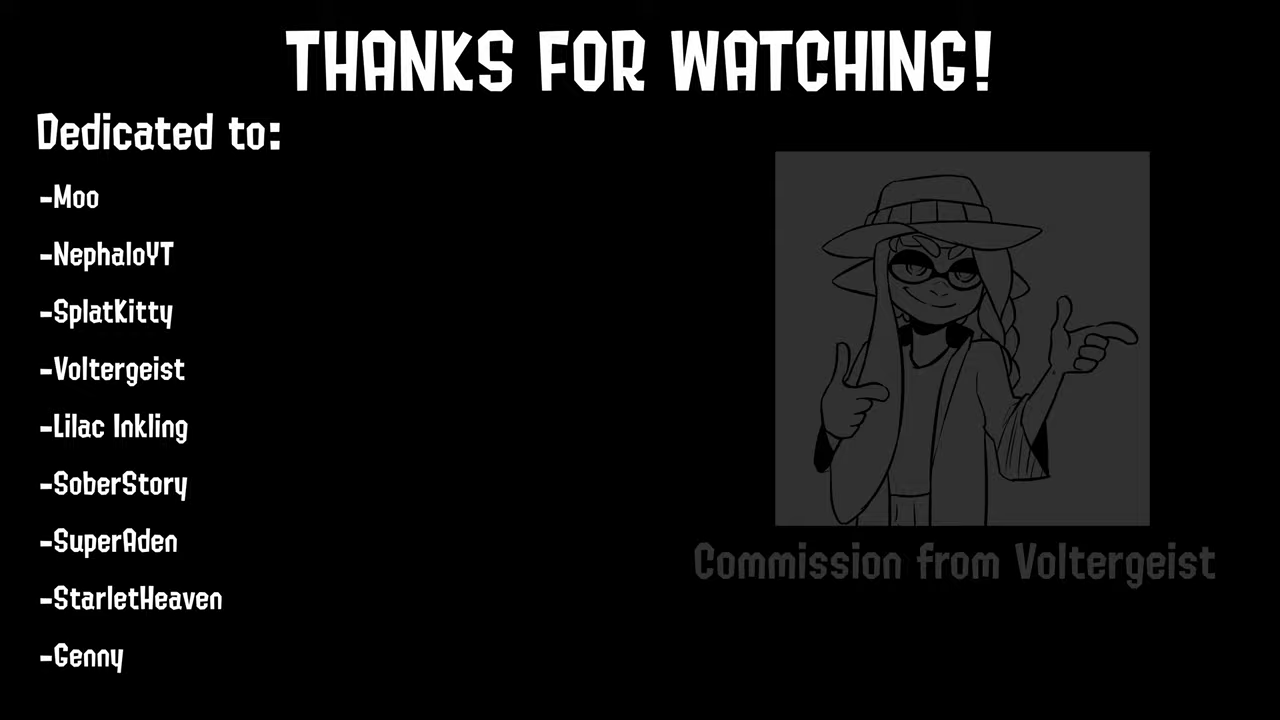 THANKS FOR WATCHING!
Dedicated to:
-Moo
-NephaloYT
-SplatKitty
-Voltergeist
-Lilac Inkling
-SoberStory
-SuperAden
-StarletHeaven
-Genny
Commission from Voltergeist